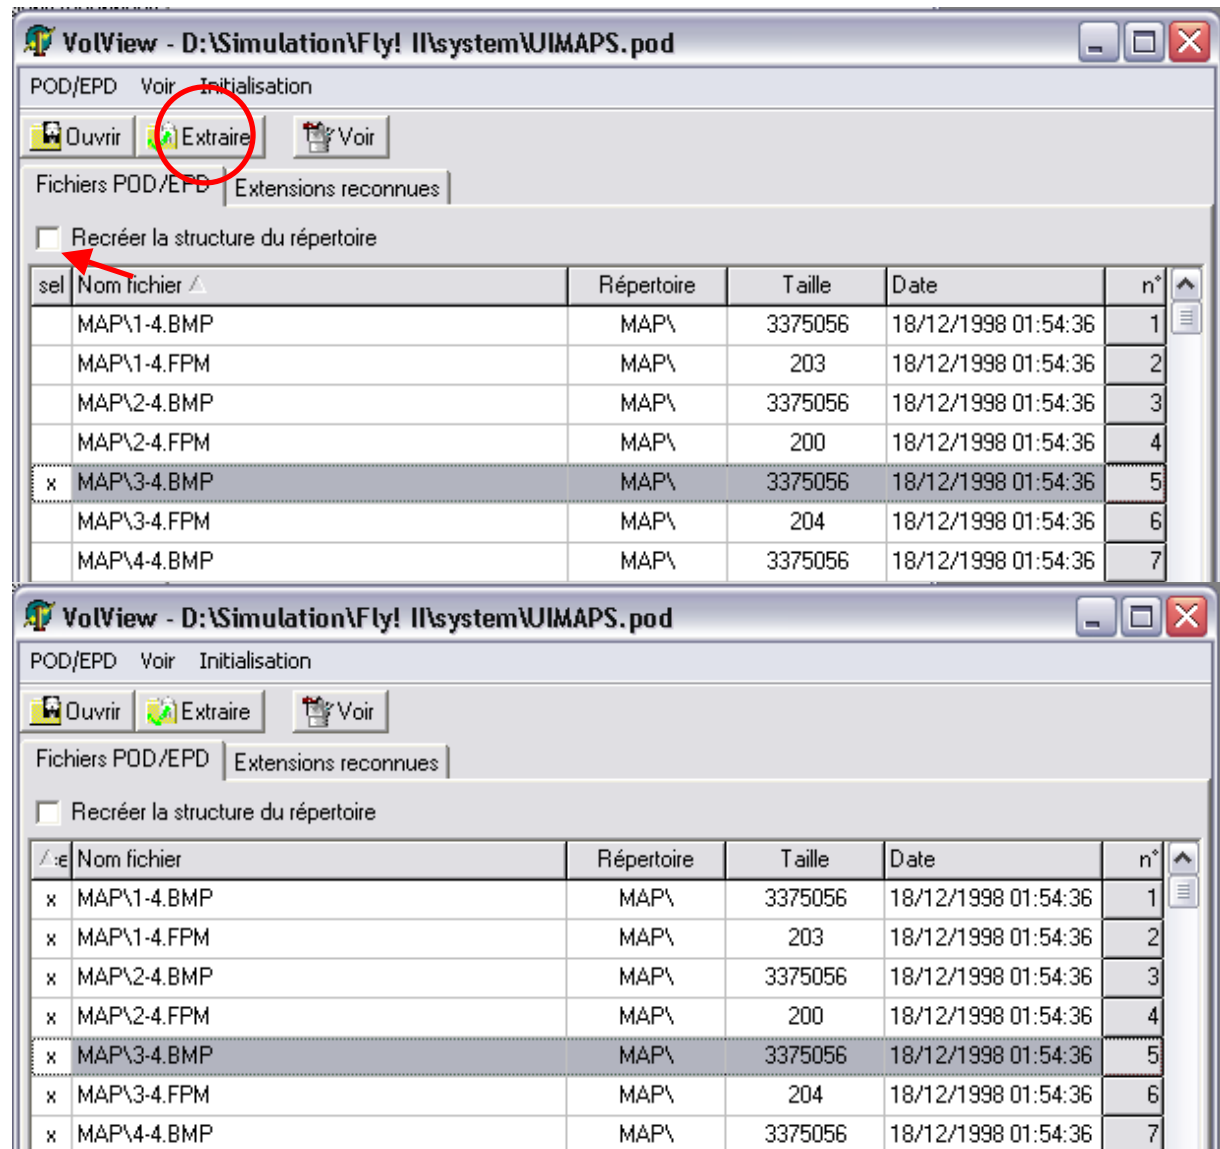 VolView - D:\Simulation\Fly! II\system\UIMAPS.pod
POD/EPD Voir Initialisation
Ouvrir Extraire Voir
Fichiers POD/EPD Extensions reconnues
Recréer la structure du répertoire
sel Nom fichier Répertoire Taille Date n°
MAP\1-4.BMP MAP\ 3375056 18/12/1998 01:54:36 1
MAP\1-4.FPM MAP\ 203 18/12/1998 01:54:36 2
MAP\2-4.BMP MAP\ 3375056 18/12/1998 01:54:36 3
MAP\2-4.FPM MAP\ 200 18/12/1998 01:54:36 4
x MAP\3-4.BMP MAP\ 3375056 18/12/1998 01:54:36 5
MAP\3-4.FPM MAP\ 204 18/12/1998 01:54:36 6
MAP\4-4.BMP MAP\ 3375056 18/12/1998 01:54:36 7
VolView - D:\Simulation\Fly! II\system\UIMAPS.pod
POD/EPD Voir Initialisation
Ouvrir Extraire Voir
Fichiers POD/EPD Extensions reconnues
Recréer la structure du répertoire
Nom fichier Répertoire Taille Date n°
x MAP\1-4.BMP MAP\ 3375056 18/12/1998 01:54:36 1
x MAP\1-4.FPM MAP\ 203 18/12/1998 01:54:36 2
x MAP\2-4.BMP MAP\ 3375056 18/12/1998 01:54:36 3
x MAP\2-4.FPM MAP\ 200 18/12/1998 01:54:36 4
x MAP\3-4.BMP MAP\ 3375056 18/12/1998 01:54:36 5
x MAP\3-4.FPM MAP\ 204 18/12/1998 01:54:36 6
x MAP\4-4.BMP MAP\ 3375056 18/12/1998 01:54:36 7